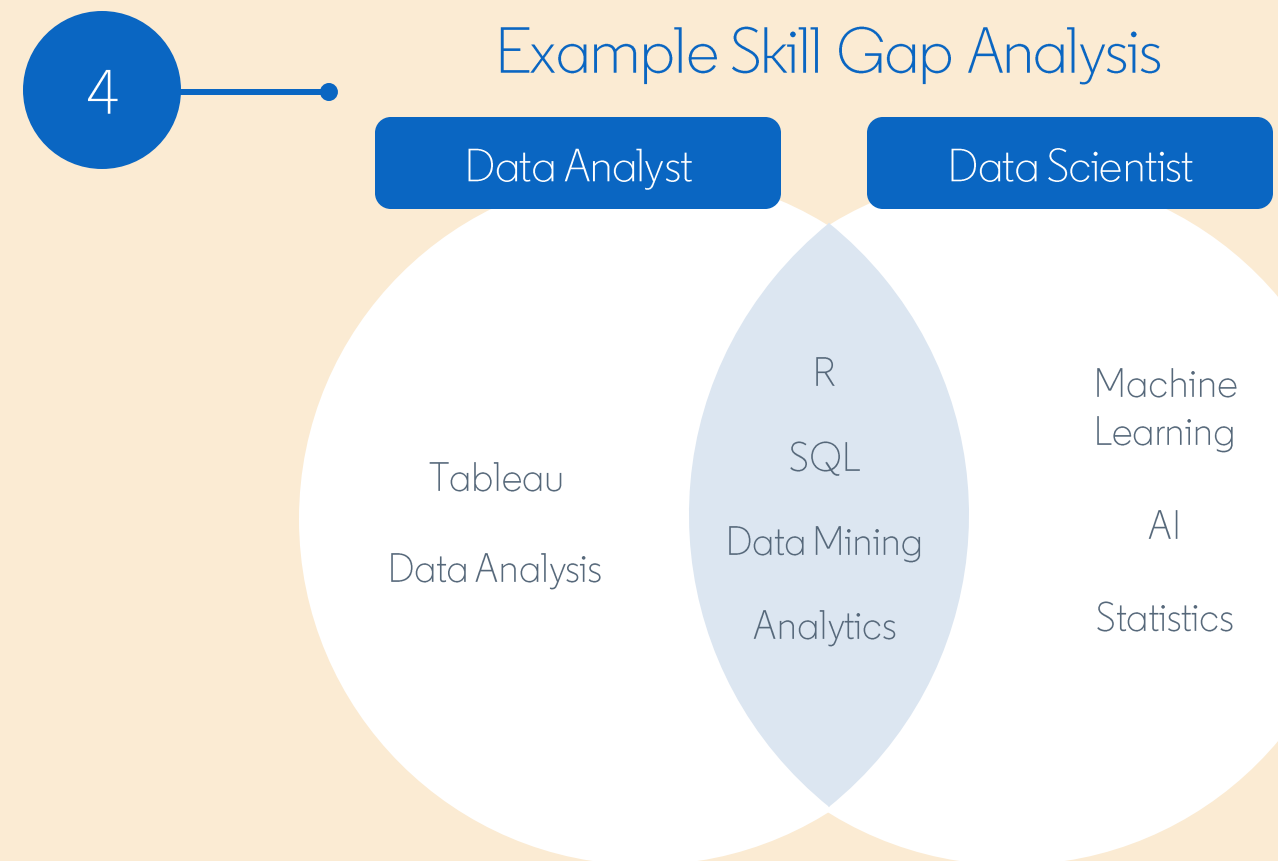 4
Example Skill Gap Analysis
Data Analyst
Data Scientist
Tableau
Data Analysis
R
SQL
Data Mining
Analytics
Machine
Learning
AI
Statistics